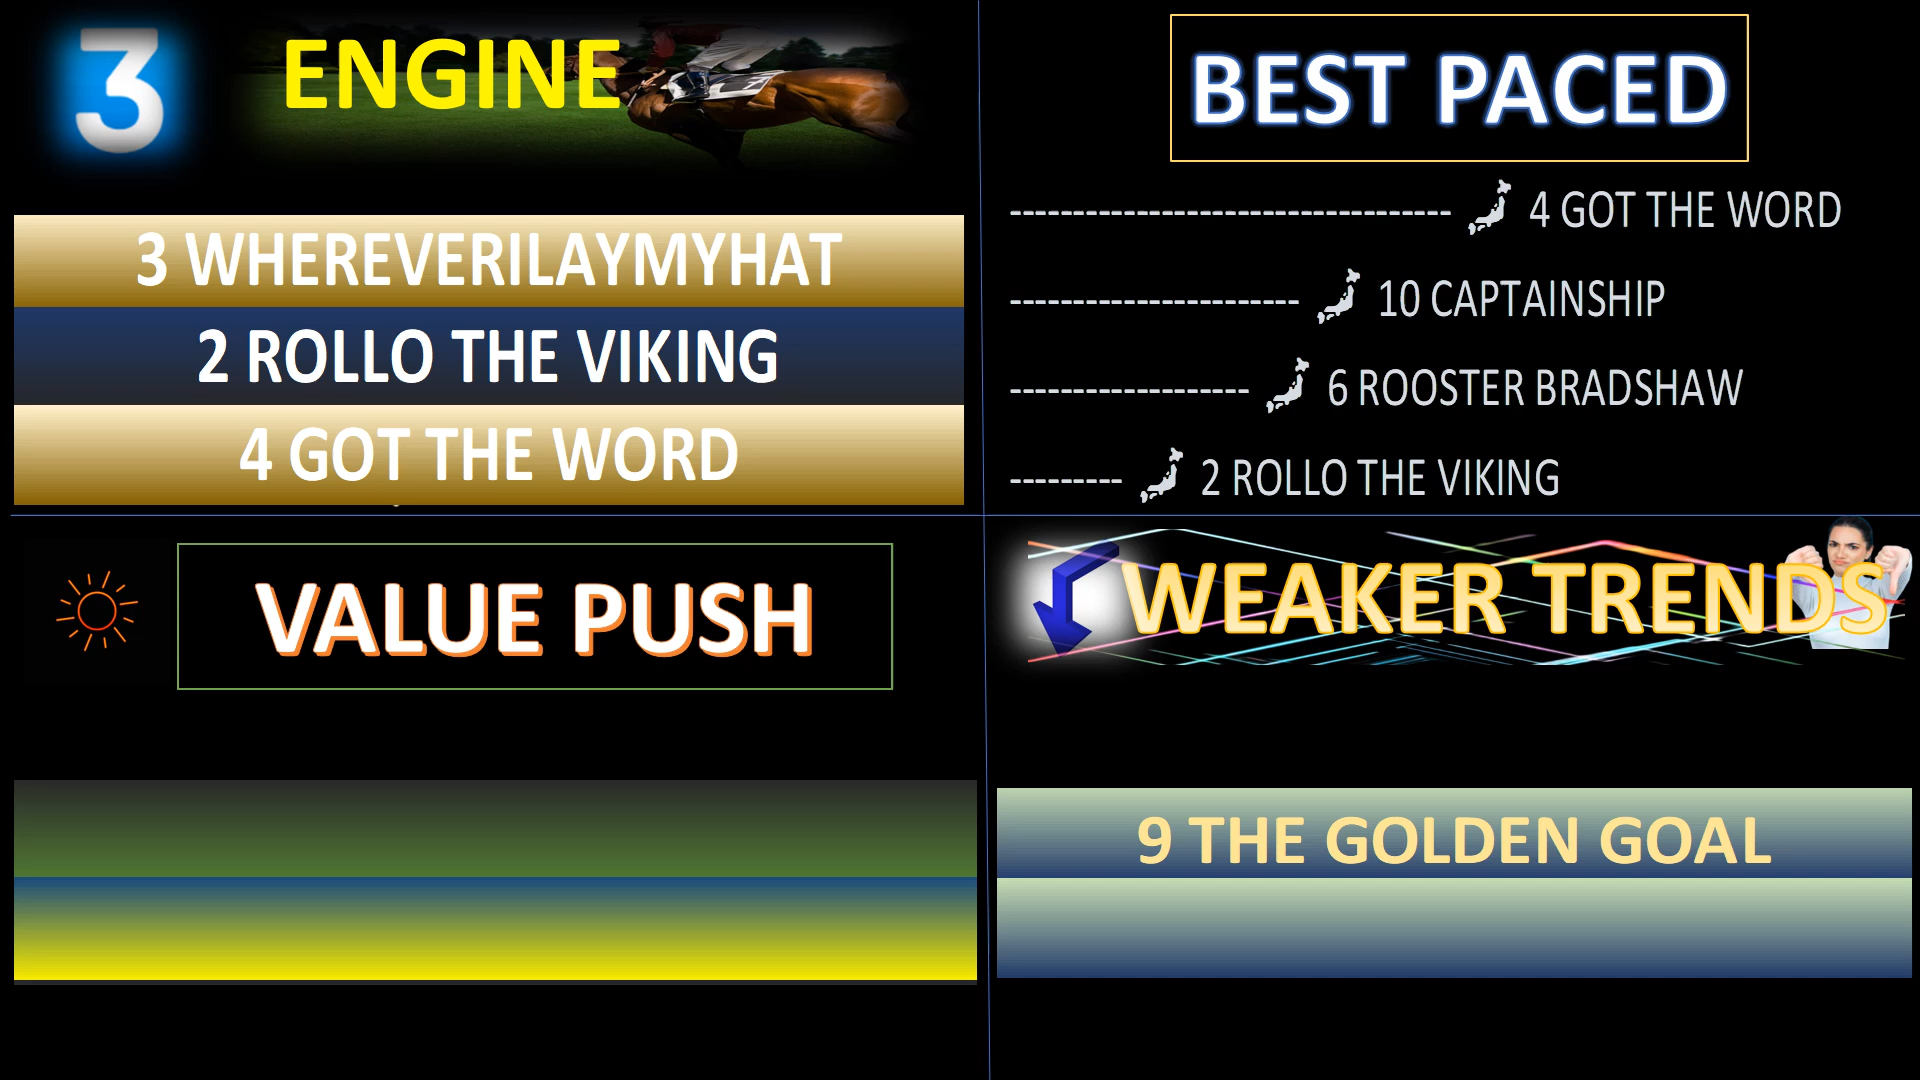 3 ENGINE
3 WHEREVERILAYMYHAT
2 ROLLO THE VIKING
4 GOT THE WORD
BEST PACED
----------------------------------- 4 GOT THE WORD
----------------------- 10 CAPTAINSHIP
------------------- 6 ROOSTER BRADSHAW
--------- 2 ROLLO THE VIKING
VALUE PUSH
WEAKER TRENDS
9 THE GOLDEN GOAL